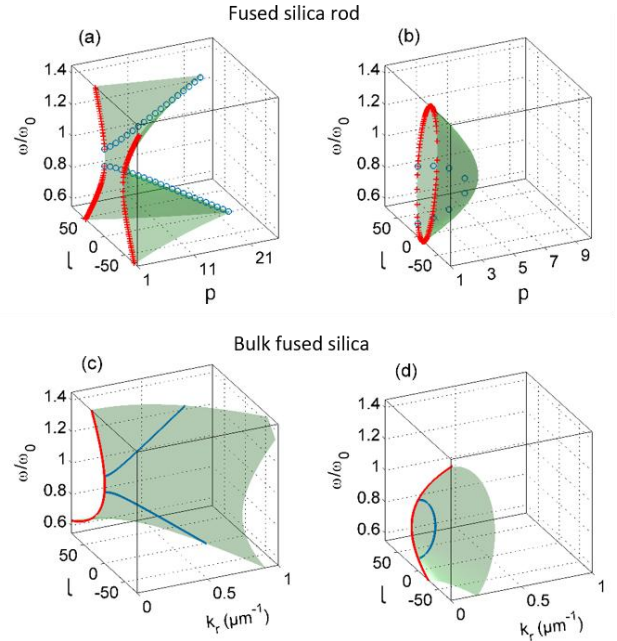 Fused silica rod
(a)
(b)
ω/ω₀
1.4
1.2
1
0.8
0.6
50
0
-50
l
1
11
21
p
ω/ω₀
1.4
1.2
1
0.8
0.6
50
0
-50
l
1
3
5
7
9
p
Bulk fused silica
(c)
(d)
ω/ω₀
1.4
1.2
1
0.8
0.6
50
0
-50
l
0
0.5
1
kᵣ (μm⁻¹)
ω/ω₀
1.4
1.2
1
0.8
0.6
50
0
-50
l
0
0.5
1
kᵣ (μm⁻¹)